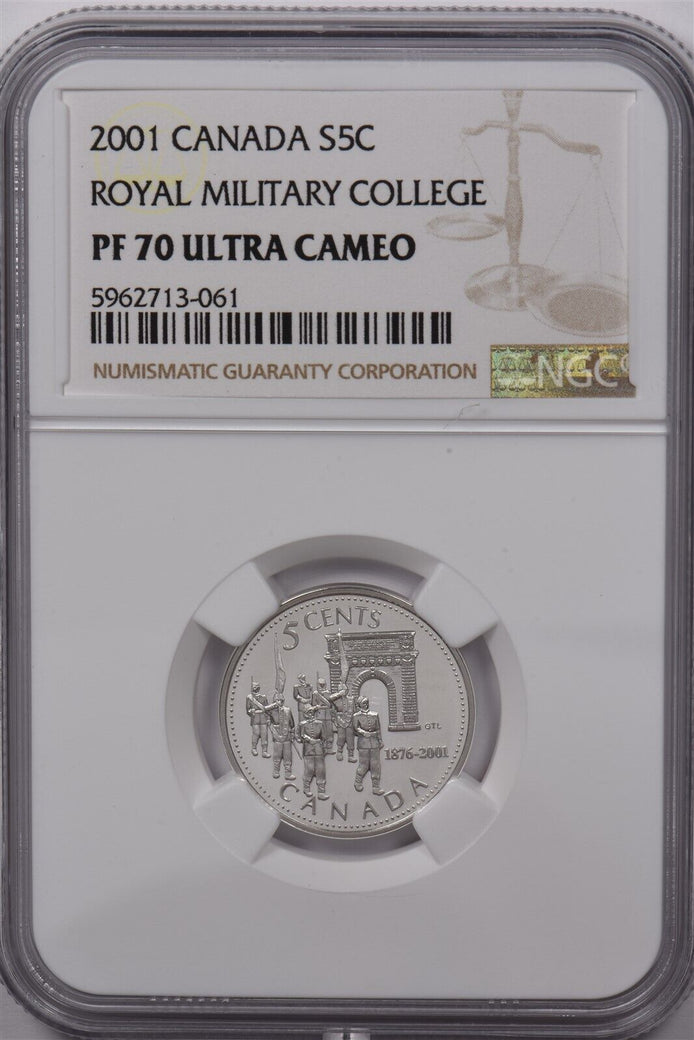 2001 CANADA S5C
ROYAL MILITARY COLLEGE
PF 70 ULTRA CAMEO
5962713-061
NUMISMATIC GUARANTY CORPORATION
NGC
5 CENTS
GTL
1876-2001
CANADA